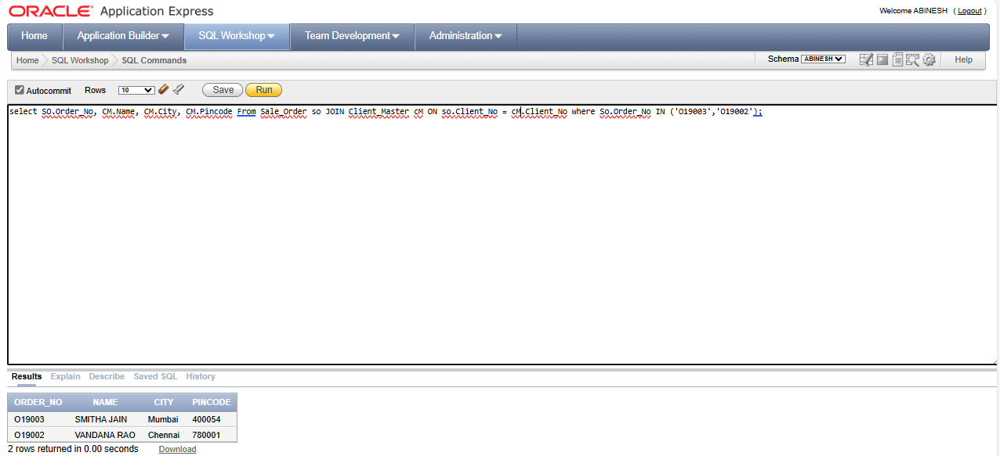 ORACLE® Application Express
Welcome ABINESH ( Logout )
Home Application Builder SQL Workshop Team Development Administration
Home SQL Workshop SQL Commands Schema ABINESH Help
Autocommit Rows 10 Save Run
select SO.Order_No, CM.Name, CM.City, CM.Pincode From Sale_Order so JOIN Client_Master cM ON so.Client_No = cM.Client_No where So.Order_No IN ('O19003','O19002');
Results Explain Describe Saved SQL History
ORDER_NO NAME CITY PINCODE
O19003 SMITHA JAIN Mumbai 400054
O19002 VANDANA RAO Chennai 780001
2 rows returned in 0.00 seconds Download